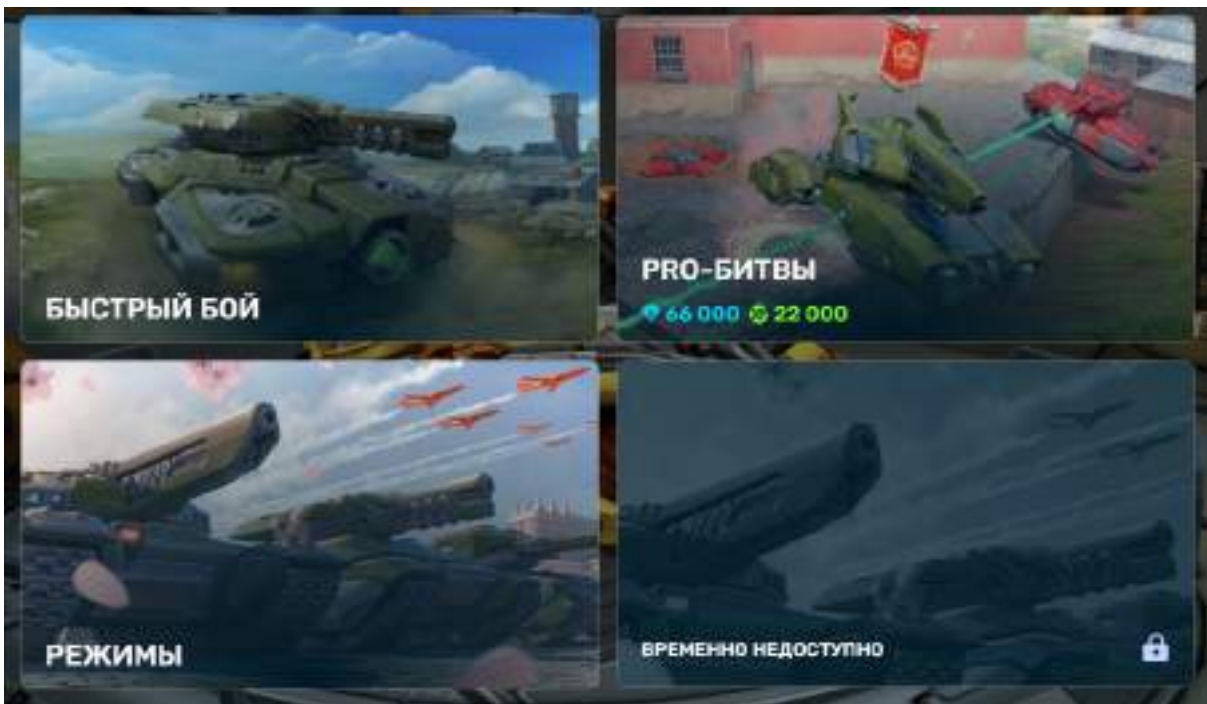 БЫСТРЫЙ БОЙ
PRO-БИТВЫ
66 000 22 000
РЕЖИМЫ
ВРЕМЕННО НЕДОСТУПНО